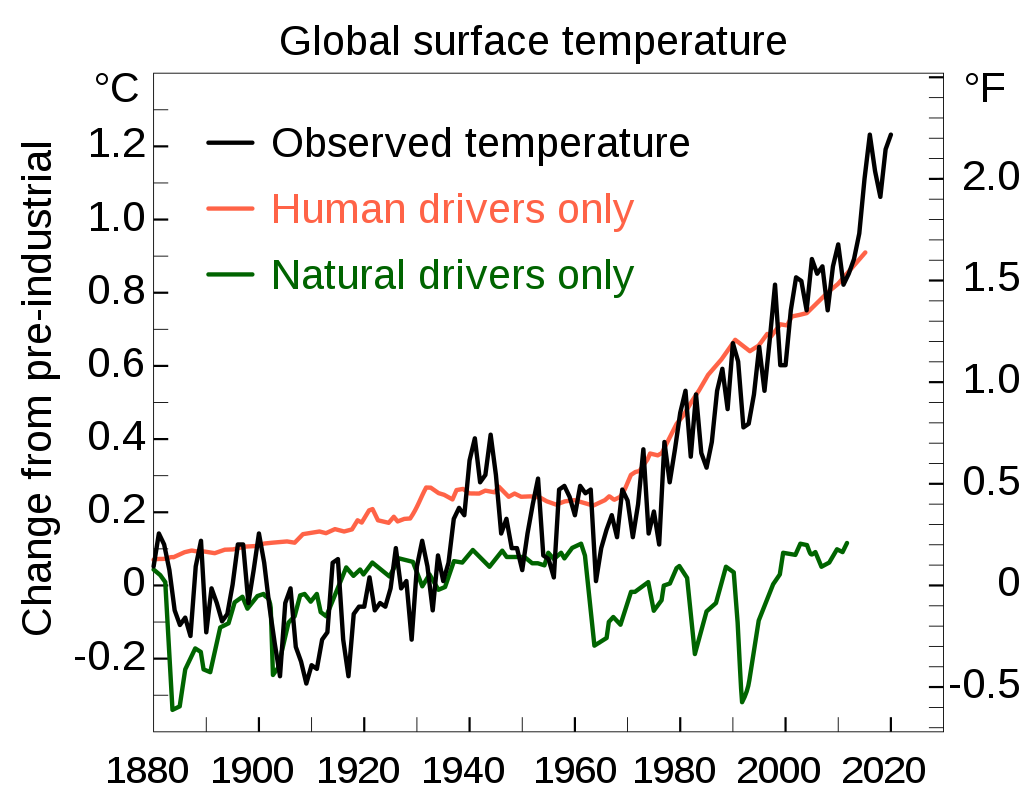 Global surface temperature
°C
°F
Change from pre-industrial
1.2
1.0
0.8
0.6
0.4
0.2
0
-0.2
Observed temperature
Human drivers only
Natural drivers only
2.0
1.5
1.0
0.5
0
-0.5
1880 1900 1920 1940 1960 1980 2000 2020